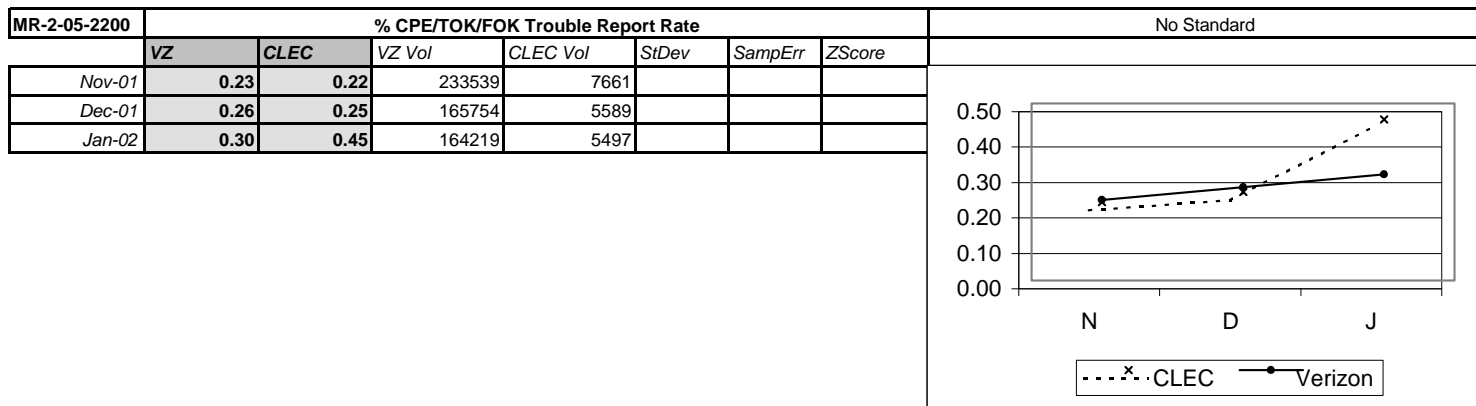 MR-2-05-2200 % CPE/TOK/FOK Trouble Report Rate No Standard
VZ CLEC VZ Vol CLEC Vol StDev SampErr ZScore
Nov-01 0.23 0.22 233539 7661
Dec-01 0.26 0.25 165754 5589
Jan-02 0.30 0.45 164219 5497
0.50
0.40
0.30
0.20
0.10
0.00
N D J
CLEC Verizon